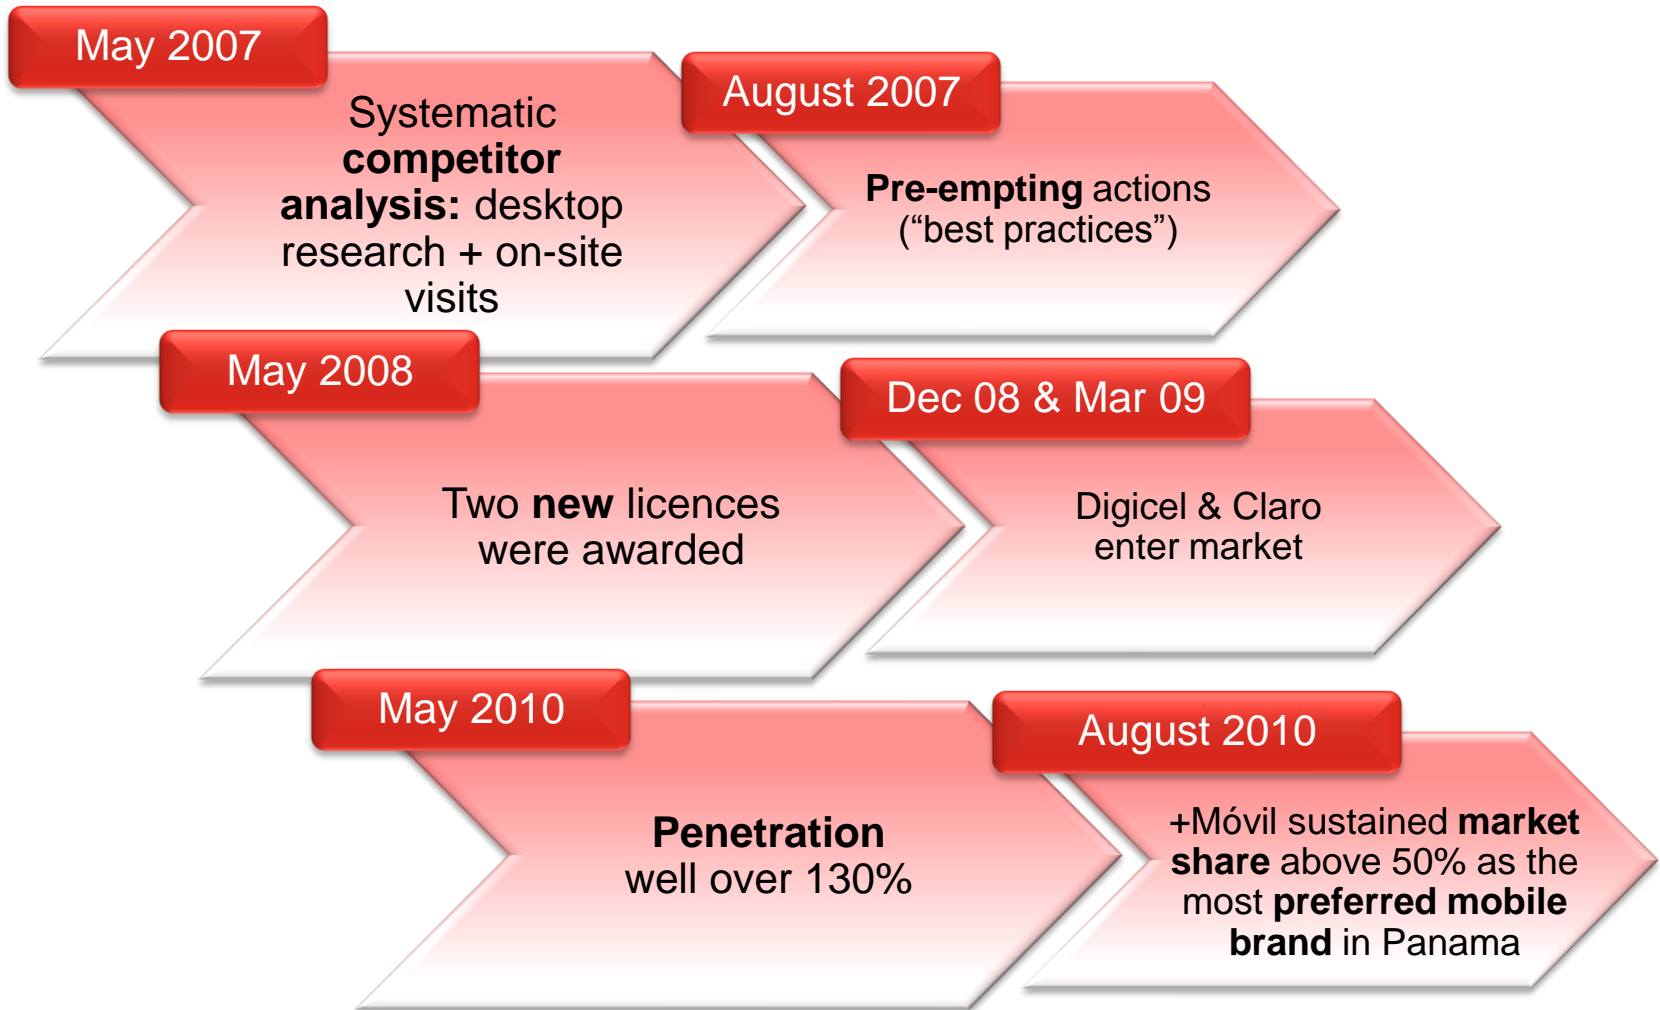 May 2007
Systematic
competitor
analysis: desktop
research + on-site
visits
August 2007
Pre-empting actions
(“best practices”)
May 2008
Two new licences
were awarded
Dec 08 & Mar 09
Digicel & Claro
enter market
May 2010
Penetration
well over 130%
August 2010
+Móvil sustained market
share above 50% as the
most preferred mobile
brand in Panama